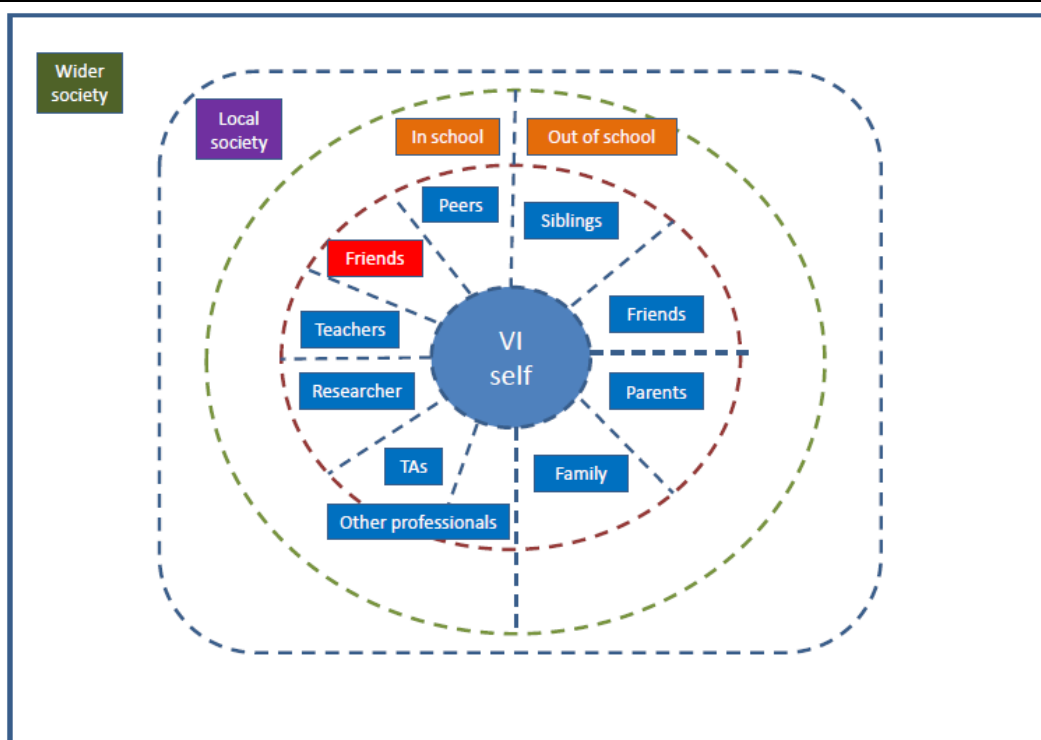 Wider
society
Local
society
In school
Out of school
Peers
Siblings
Friends
Friends
Teachers
VI
self
Researcher
Parents
TAs
Family
Other professionals